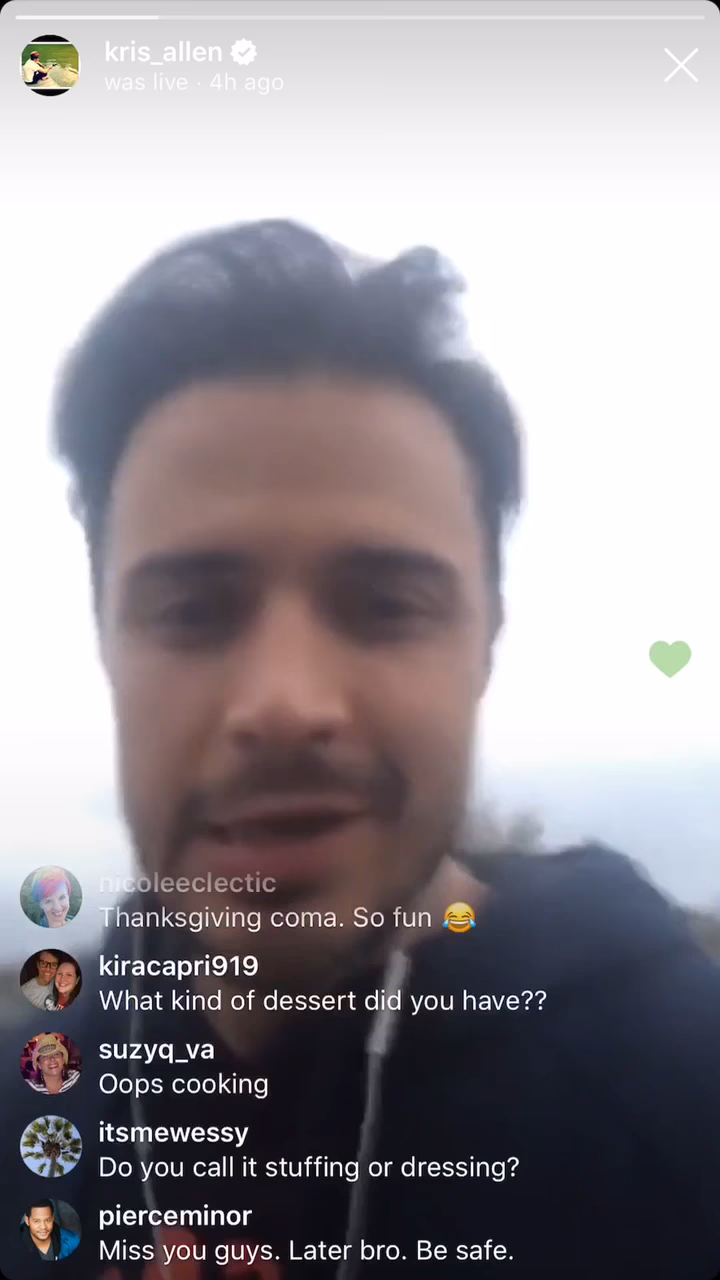 kris_allen
was live · 4h ago
nicoleeclectic
Thanksgiving coma. So fun 😂
kiracapri919
What kind of dessert did you have??
suzyq_va
Oops cooking
itsmewessy
Do you call it stuffing or dressing?
pierceminor
Miss you guys. Later bro. Be safe.